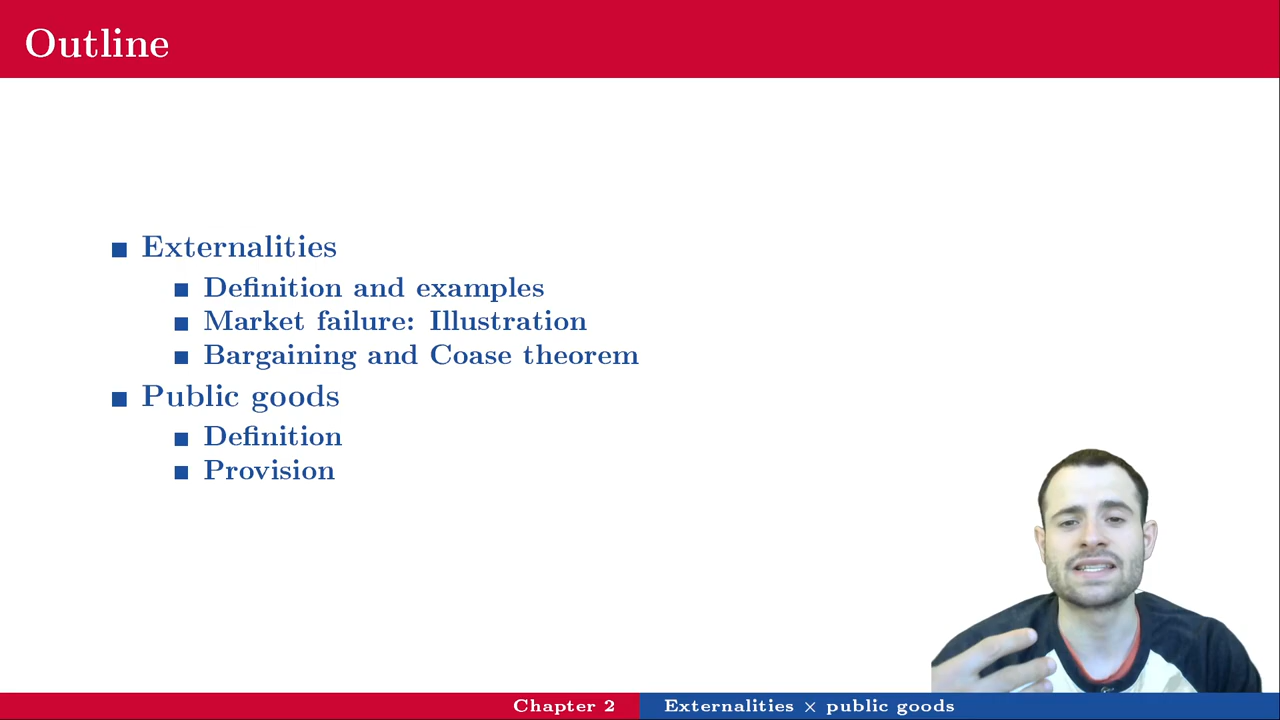 Outline
Externalities
Definition and examples
Market failure: Illustration
Bargaining and Coase theorem
Public goods
Definition
Provision
Chapter 2
Externalities × public goods